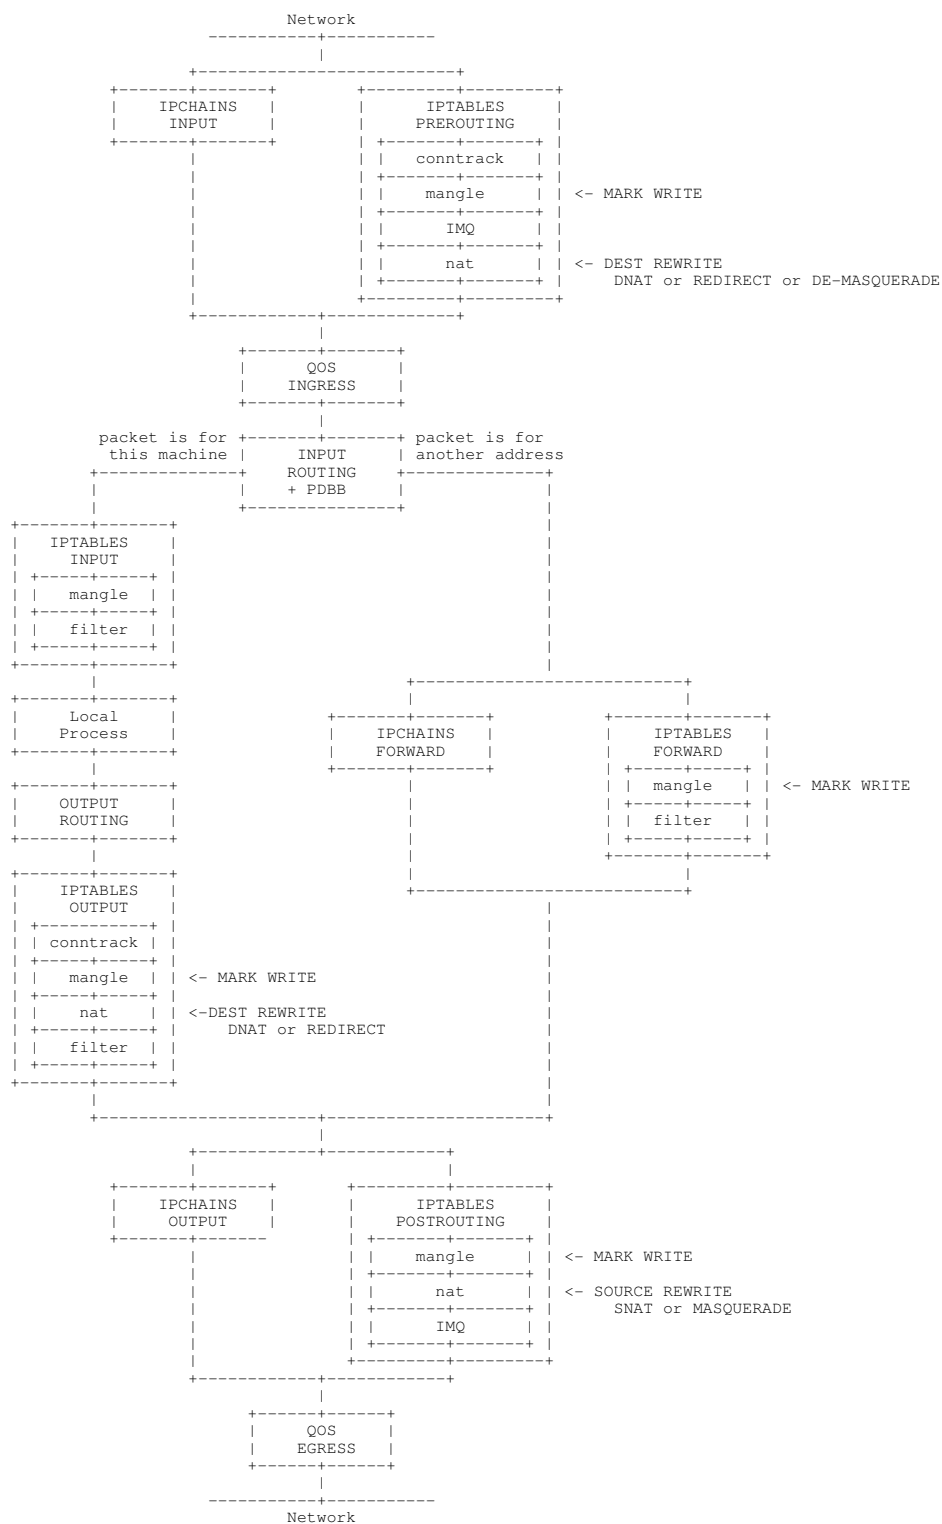 Network
IPCHAINS
INPUT
IPTABLES
PREROUTING
conntrack
mangle
<- MARK WRITE
IMQ
nat
<- DEST REWRITE
DNAT or REDIRECT or DE-MASQUERADE
QOS
INGRESS
packet is for
this machine
INPUT
ROUTING
+ PDBB
packet is for
another address
IPTABLES
INPUT
mangle
filter
Local
Process
OUTPUT
ROUTING
IPCHAINS
FORWARD
IPTABLES
FORWARD
mangle
<- MARK WRITE
filter
IPTABLES
OUTPUT
conntrack
mangle
<- MARK WRITE
nat
<-DEST REWRITE
DNAT or REDIRECT
filter
IPCHAINS
OUTPUT
IPTABLES
POSTROUTING
mangle
<- MARK WRITE
nat
<- SOURCE REWRITE
SNAT or MASQUERADE
IMQ
QOS
EGRESS
Network